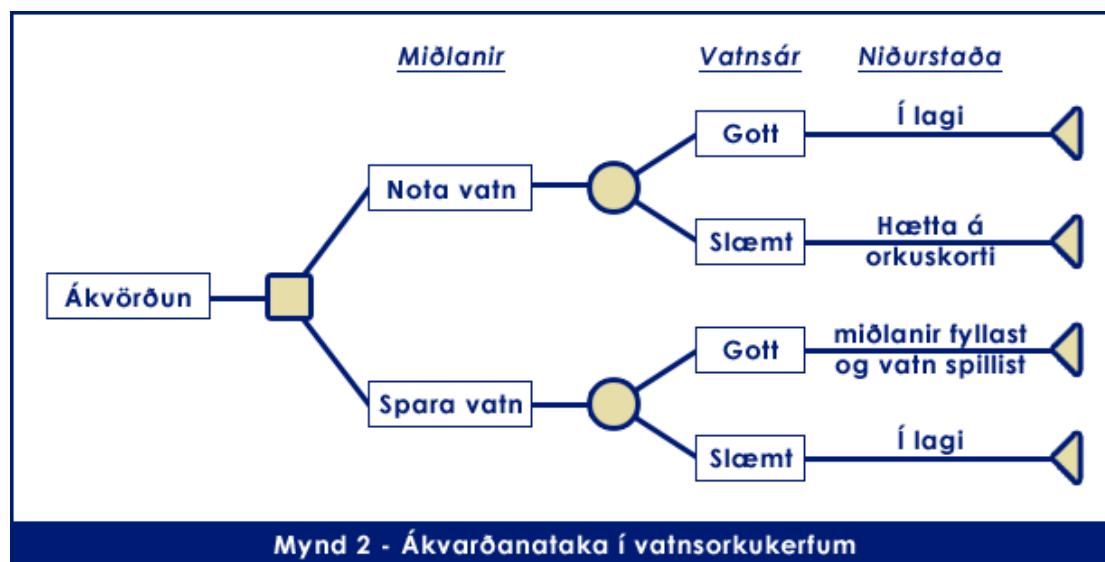 Miðlanir
Vatnsár
Niðurstaða
Gott
Í lagi
Nota vatn
Slæmt
Hætta á
orkuskorti
Ákvörðun
Gott
miðlanir fyllast
og vatn spillist
Spara vatn
Slæmt
Í lagi
Mynd 2 - Ákvarðanataka í vatnsorkukerfum